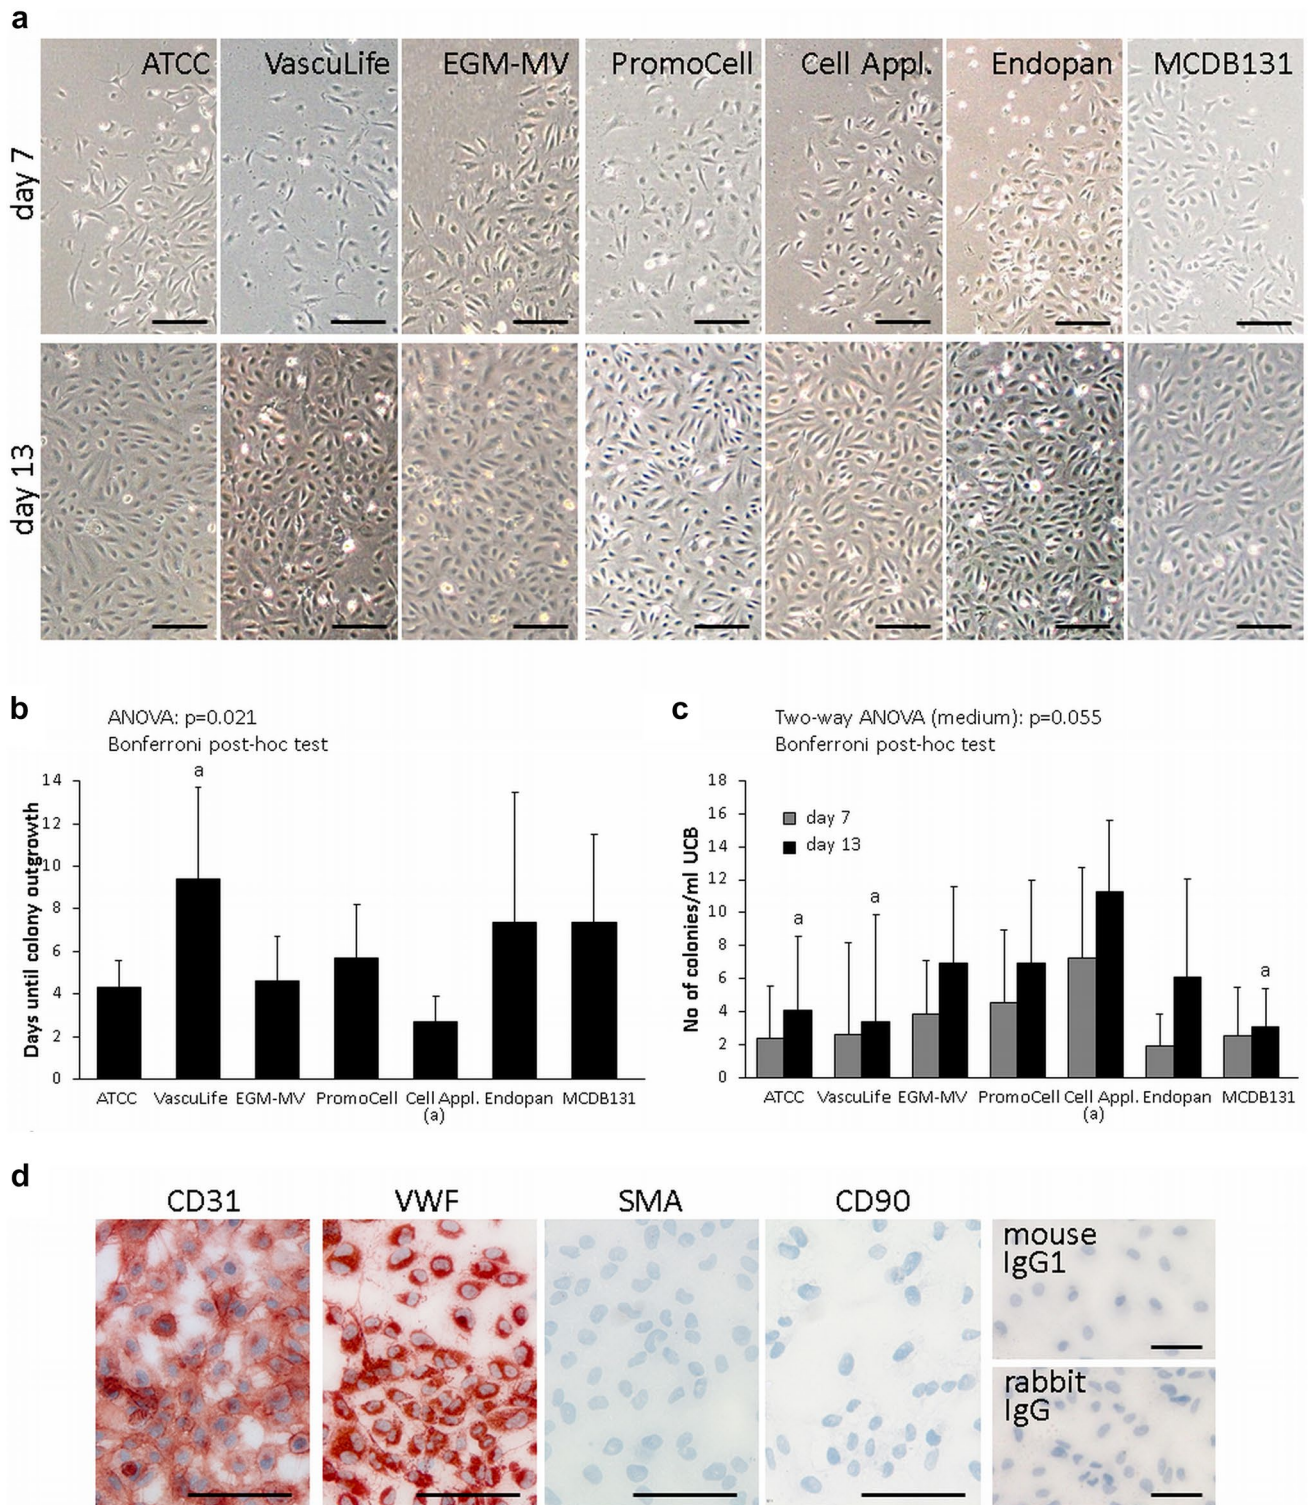 a
ATCC VascuLife EGM-MV PromoCell Cell Appl. Endopan MCDB131
day 7
day 13
b
ANOVA: p=0.021
Bonferroni post-hoc test
Days until colony outgrowth
14
12
10
8
6
4
2
0
a
ATCC VascuLife EGM-MV PromoCell Cell Appl. Endopan MCDB131
(a)
c
Two-way ANOVA (medium): p=0.055
Bonferroni post-hoc test
No of colonies/ml UCB
18
16
14
12
10
8
6
4
2
0
day 7
day 13
a a a
ATCC VascuLife EGM-MV PromoCell Cell Appl. Endopan MCDB131
(a)
d
CD31 VWF SMA CD90
mouse
IgG1
rabbit
IgG